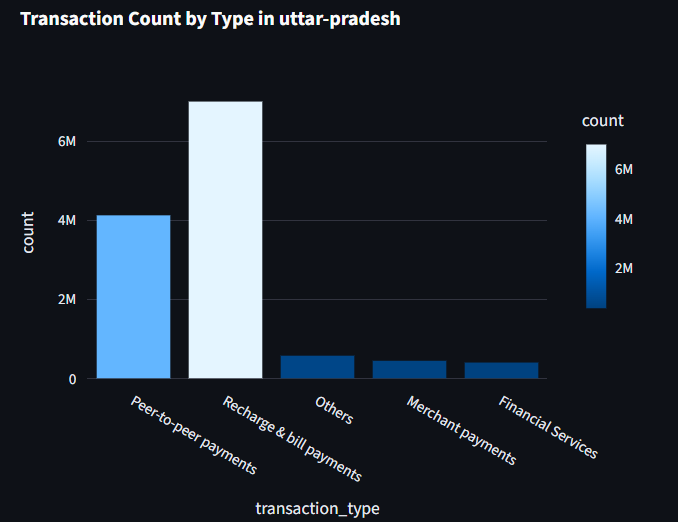 Transaction Count by Type in uttar-pradesh
count
6M
4M
2M
0
Peer-to-peer payments
Recharge & bill payments
Others
Merchant payments
Financial Services
transaction_type
count
6M
4M
2M